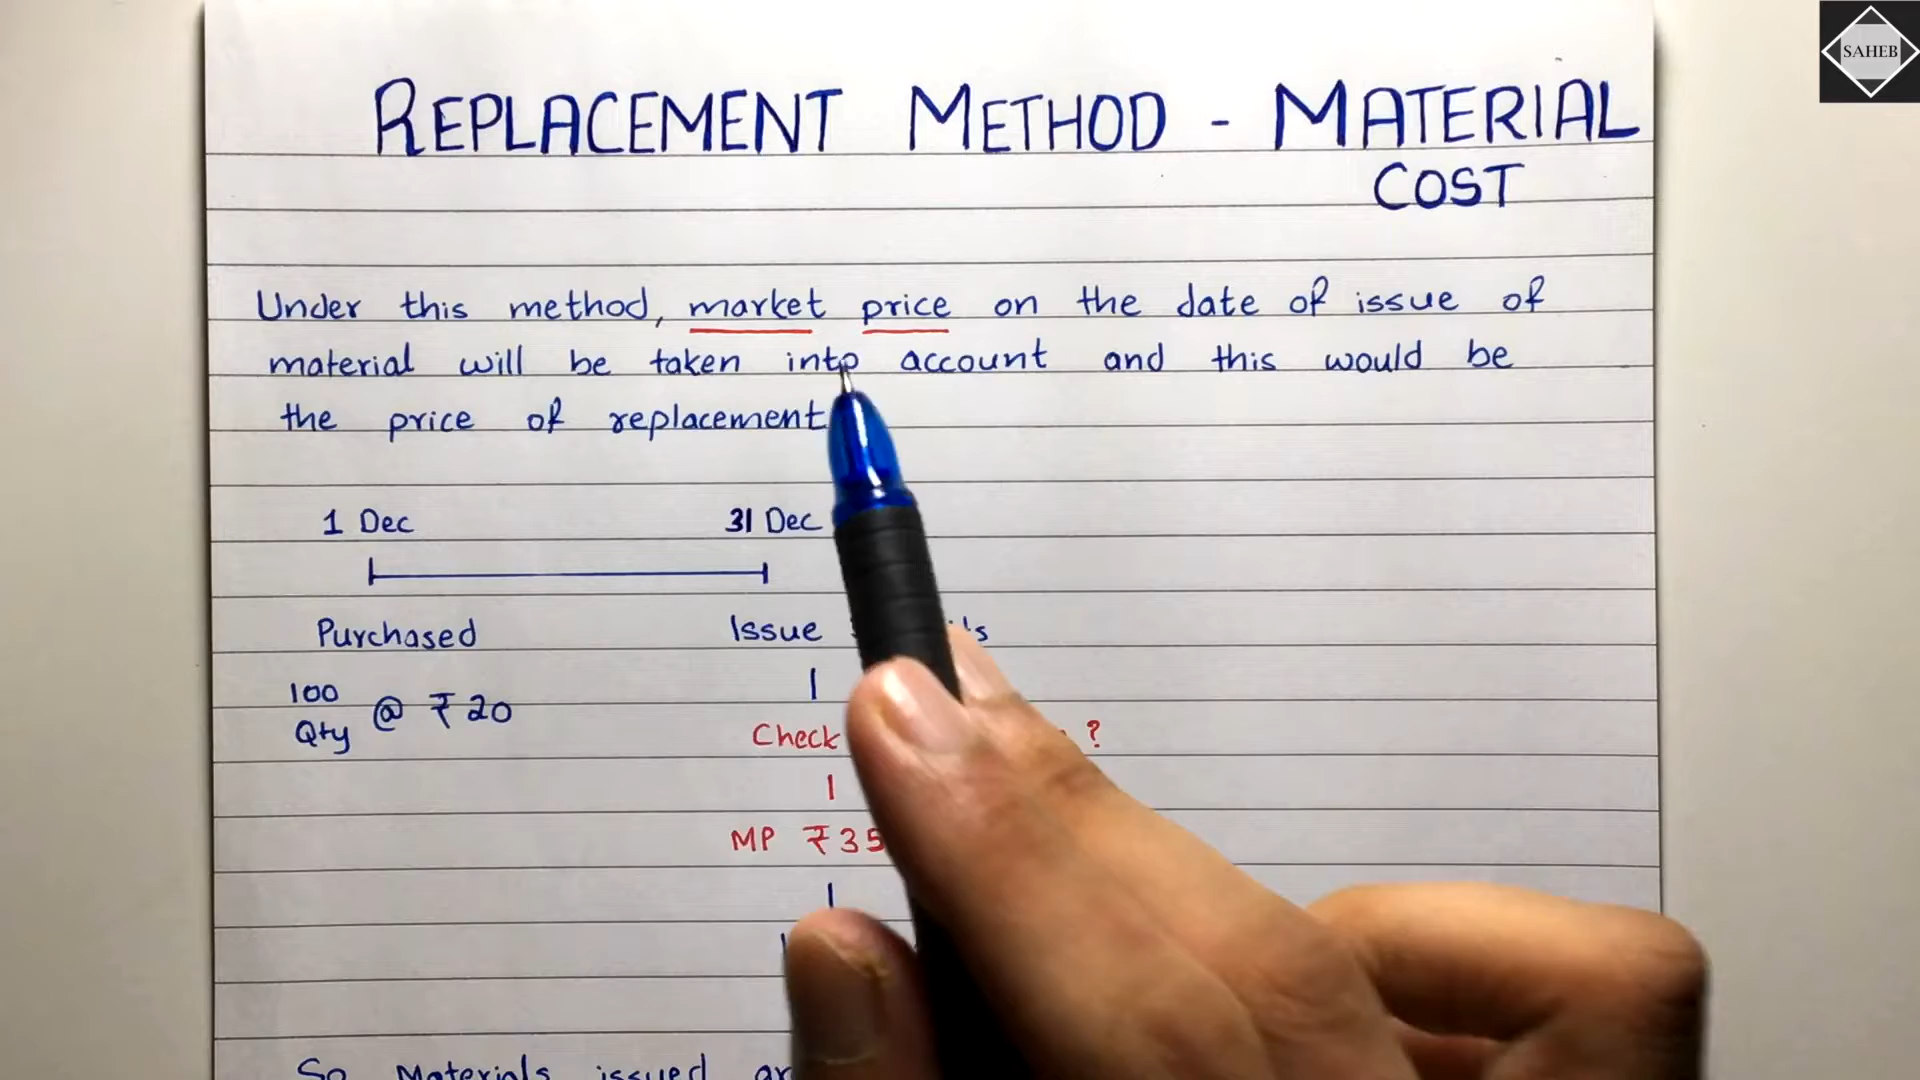 SAHEB
REPLACEMENT METHOD - MATERIAL
COST
Under this method, market price on the date of issue of
material will be taken into account and this would be
the price of replacement
1 Dec 31 Dec
Purchased Issue
100
Qty @ ₹20
Check ?
MP ₹35
So Materials issued